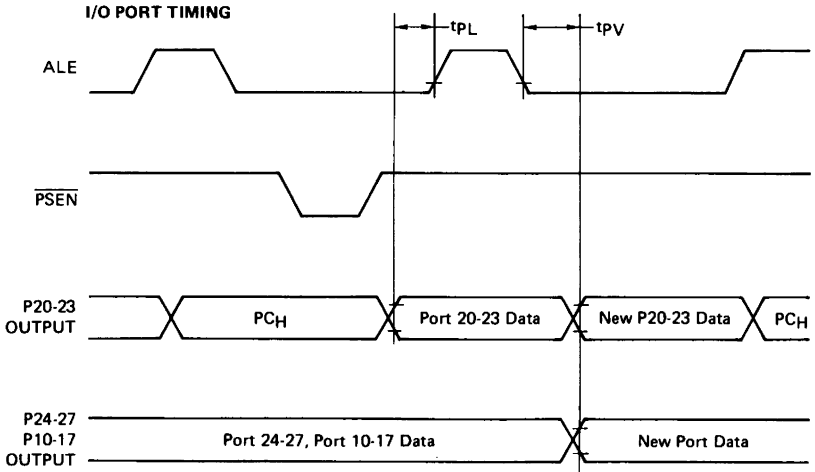 I/O PORT TIMING
tPL
tPV
ALE
PSEN
P20-23
OUTPUT
PCH
Port 20-23 Data
New P20-23 Data
PCH
P24-27
P10-17
OUTPUT
Port 24-27, Port 10-17 Data
New Port Data